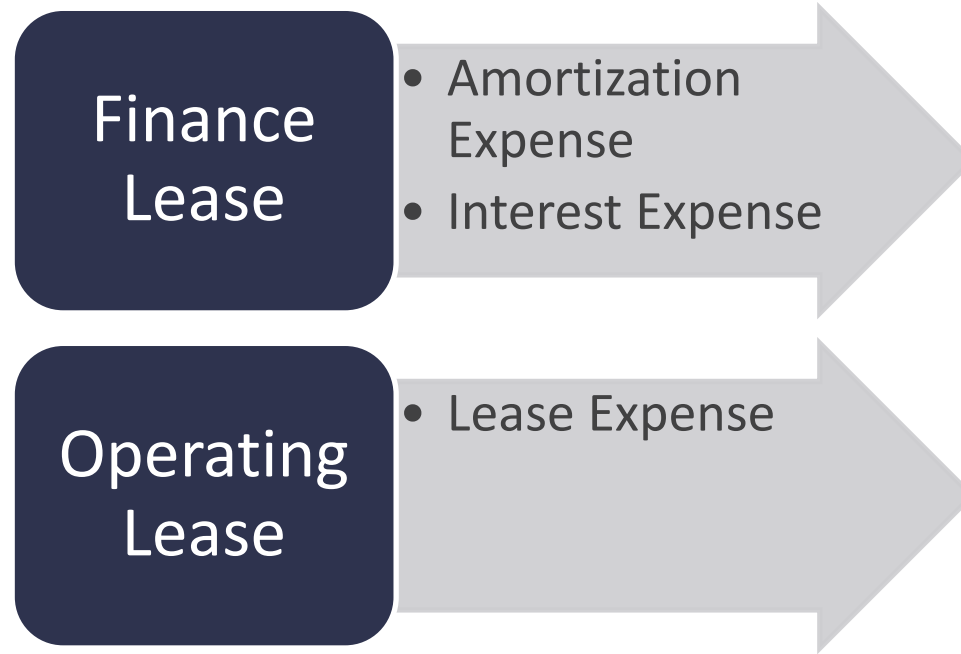 Finance
Lease
• Amortization
Expense
• Interest Expense
Operating
Lease
• Lease Expense